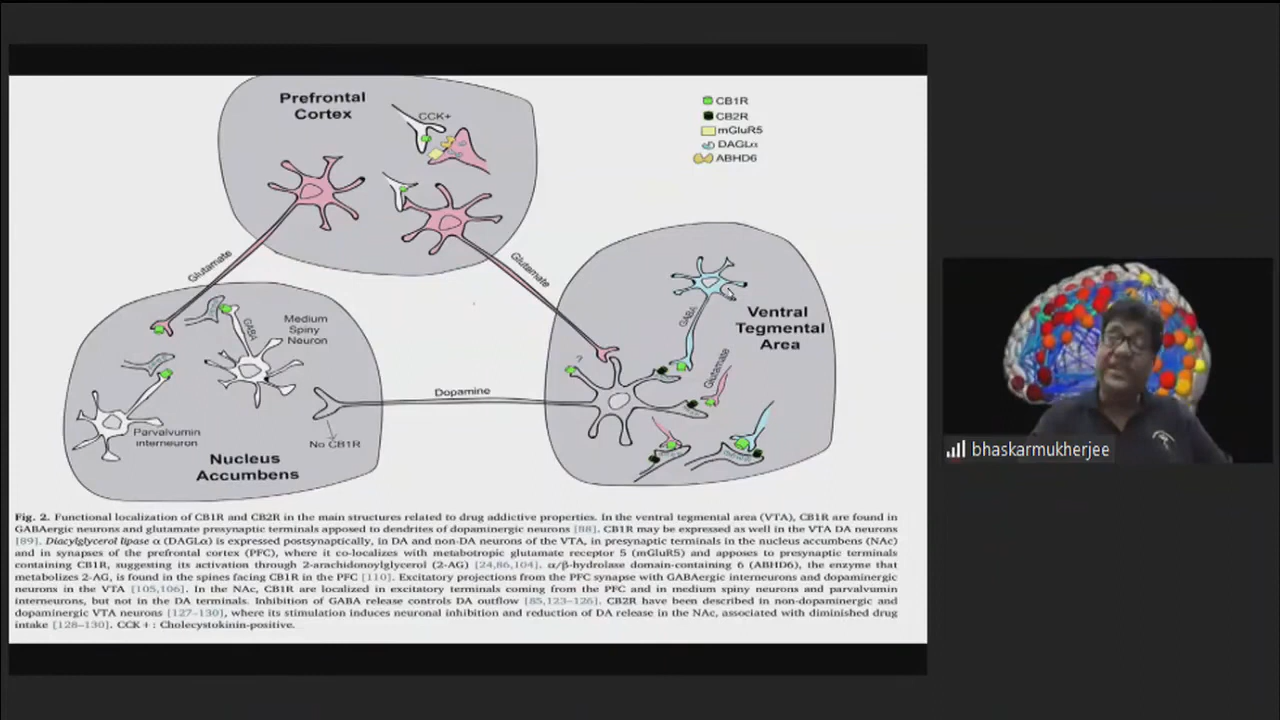 Prefrontal
Cortex
CCK+
CB1R
CB2R
mGluR5
DAGLα
ABHD6
Glutamate
Glutamate
Medium
Spiny
Neuron
GABA
Parvalvumin
interneuron
Nucleus
Accumbens
Dopamine
No CB1R
?
GABA
Glutamate
Ventral
Tegmental
Area
Fig. 2. Functional localization of CB1R and CB2R in the main structures related to drug addictive properties. In the ventral tegmental area (VTA), CB1R are found in
GABAergic neurons and glutamate presynaptic terminals apposed to dendrites of dopaminergic neurons [88]. CB1R may be expressed as well in the VTA DA neurons
[89]. Diacylglycerol lipase α (DAGLα) is expressed postsynaptically, in DA and non-DA neurons of the VTA, in presynaptic terminals in the nucleus accumbens (NAc)
and in synapses of the prefrontal cortex (PFC), where it co-localizes with metabotropic glutamate receptor 5 (mGluR5) and apposes to presynaptic terminals
containing CB1R, suggesting its activation through 2-arachidonoylglycerol (2-AG) [24,86,104]. α/β-hydrolase domain-containing 6 (ABHD6), the enzyme that
metabolizes 2-AG, is found in the spines facing CB1R in the PFC [110]. Excitatory projections from the PFC synapse with GABAergic interneurons and dopaminergic
neurons in the VTA [105,106]. In the NAc, CB1R are localized in excitatory terminals coming from the PFC and in medium spiny neurons and parvalvumin
interneurons, but not in the DA terminals. Inhibition of GABA release controls DA outflow [85,123–126]. CB2R have been described in non-dopaminergic and
dopaminergic VTA neurons [127–130], where its stimulation induces neuronal inhibition and reduction of DA release in the NAc, associated with diminished drug
intake [128–130]. CCK + : Cholecystokinin-positive.
bhaskarmukherjee